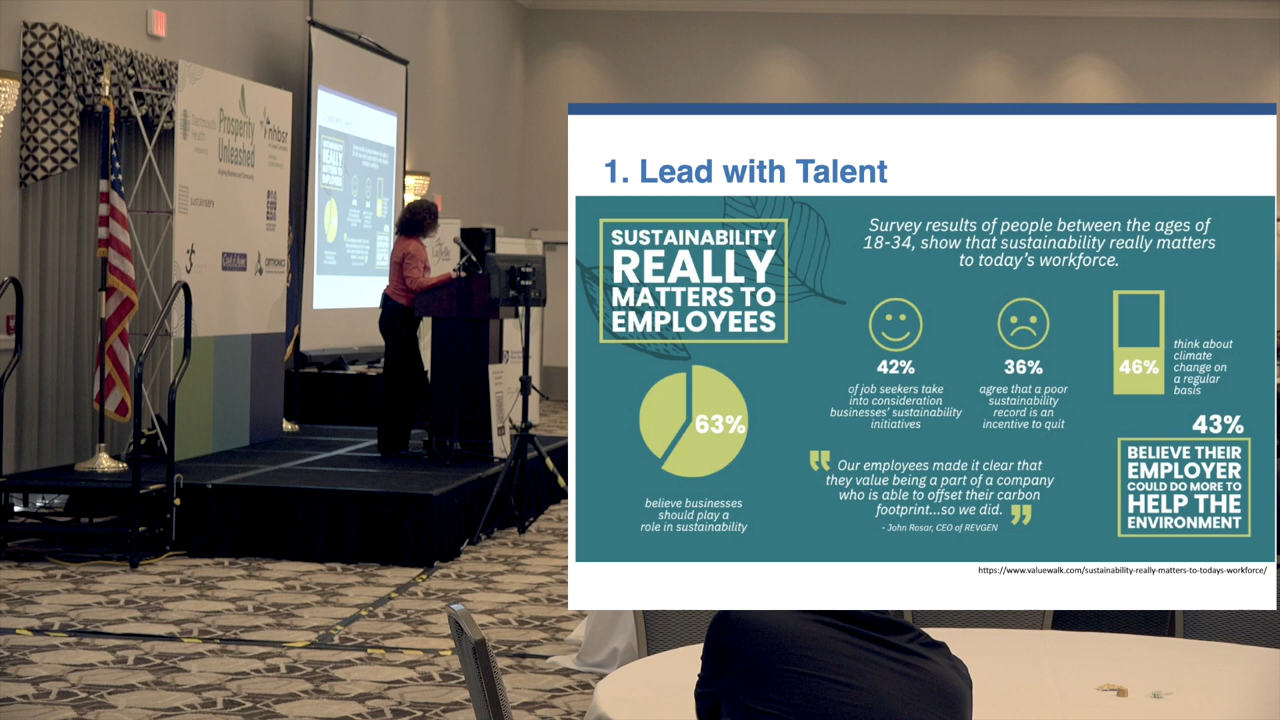 Dartmouth
Health
Prosperity
Unleashed
nhbsr
1. Lead with Talent
SUSTAINABILITY
REALLY
MATTERS TO
EMPLOYEES
Survey results of people between the ages of
18-34, show that sustainability really matters
to today's workforce.
63%
believe businesses
should play a
role in sustainability
42%
of job seekers take
into consideration
businesses' sustainability
initiatives
36%
agree that a poor
sustainability
record is an
incentive to quit
46%
think about
climate
change on
a regular
basis
Our employees made it clear that
they value being a part of a company
who is able to offset their carbon
footprint...so we did.
- John Rosar, CEO of REVGEN
43%
BELIEVE THEIR
EMPLOYER
COULD DO MORE TO
HELP THE
ENVIRONMENT
https://www.valuewalk.com/sustainability-really-matters-to-todays-workforce/